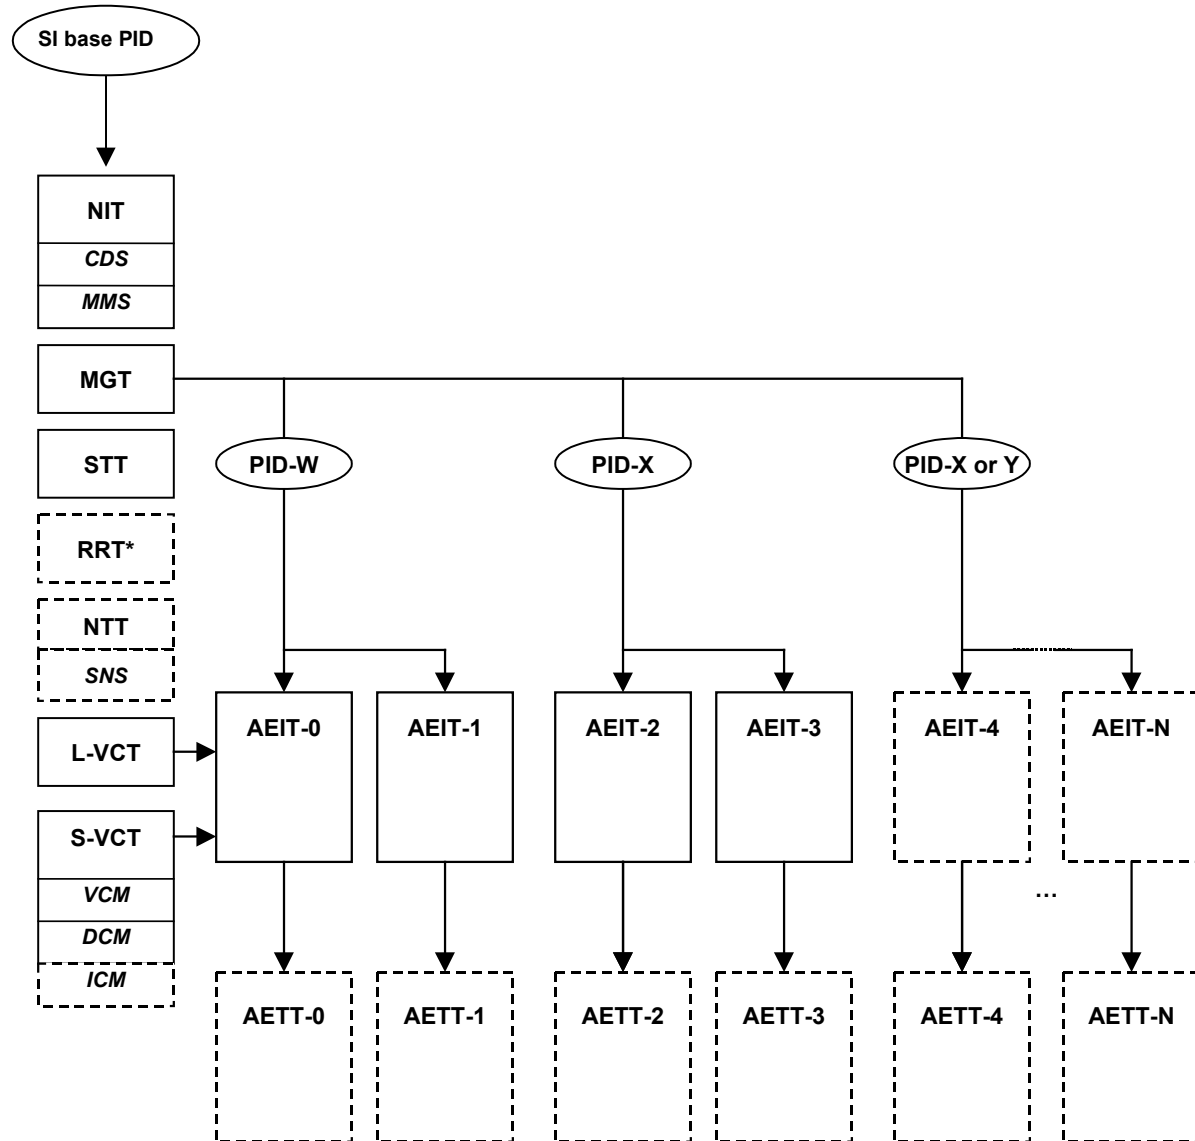 SI base PID
NIT
CDS
MMS
MGT
STT
PID-W
PID-X
PID-X or Y
RRT*
NTT
SNS
L-VCT
AEIT-0
AEIT-1
AEIT-2
AEIT-3
AEIT-4
AEIT-N
S-VCT
VCM
DCM
ICM
...
AETT-0
AETT-1
AETT-2
AETT-3
AETT-4
AETT-N